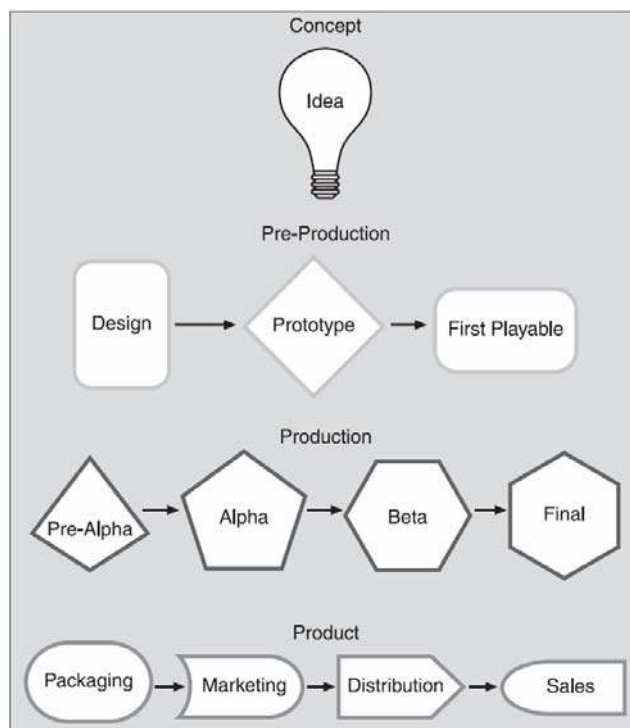 Concept
Idea
Pre-Production
Design
Prototype
First Playable
Production
Pre-Alpha
Alpha
Beta
Final
Product
Packaging
Marketing
Distribution
Sales